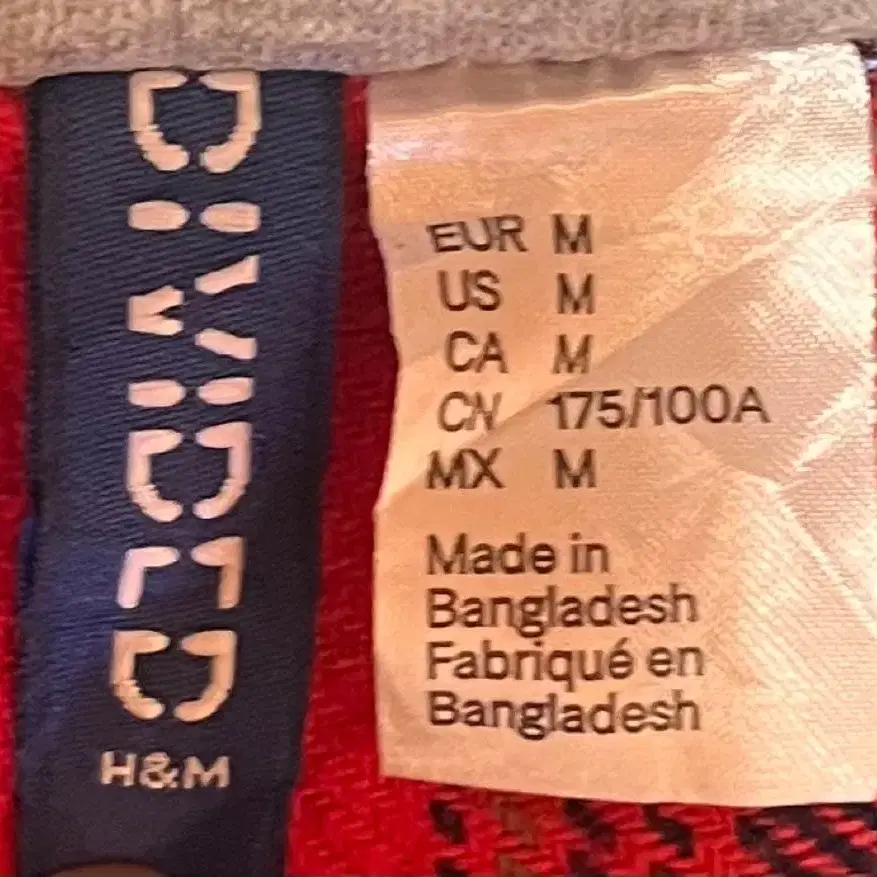 DIVIDED
H&M
EUR M
US M
CA M
CN 175/100A
MX M
Made in
Bangladesh
Fabriqué en
Bangladesh